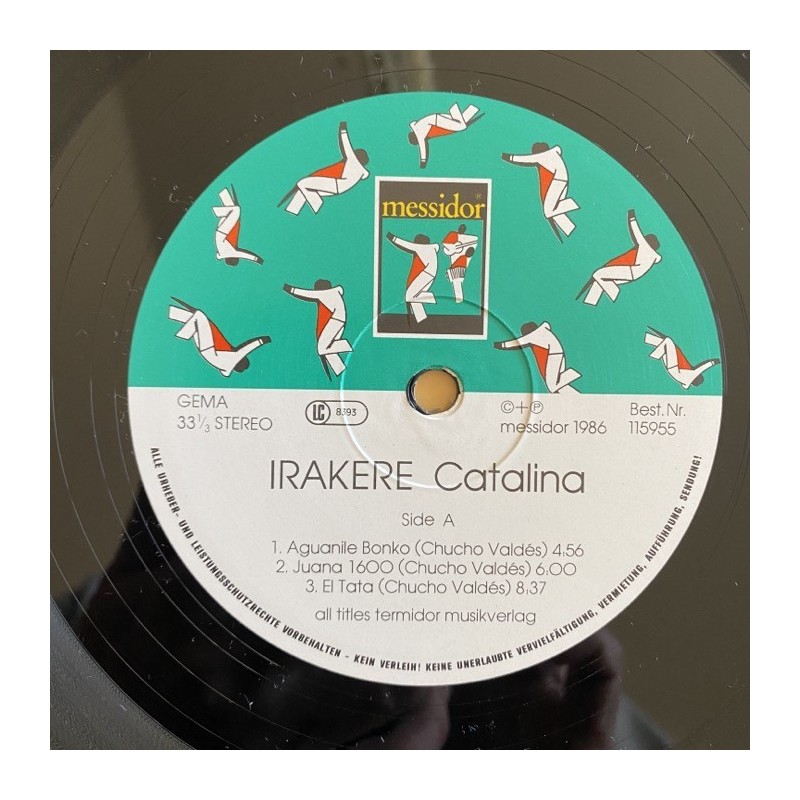 messidor ®
GEMA
33 1/3 STEREO
LC 8393
©+℗
messidor 1986
Best. Nr.
115955
IRAKERE Catalina
Side A
1. Aguanile Bonko (Chucho Valdés) 4:56
2. Juana 1600 (Chucho Valdés) 6:00
3. El Tata (Chucho Valdés) 8:37
all titles termidor musikverlag
ALLE URHEBER- UND LEISTUNGSSCHUTZRECHTE VORBEHALTEN - KEIN VERLEIH! KEINE UNERLAUBTE VERVIELFÄLTIGUNG, VERMIETUNG, AUFFÜHRUNG, SENDUNG!